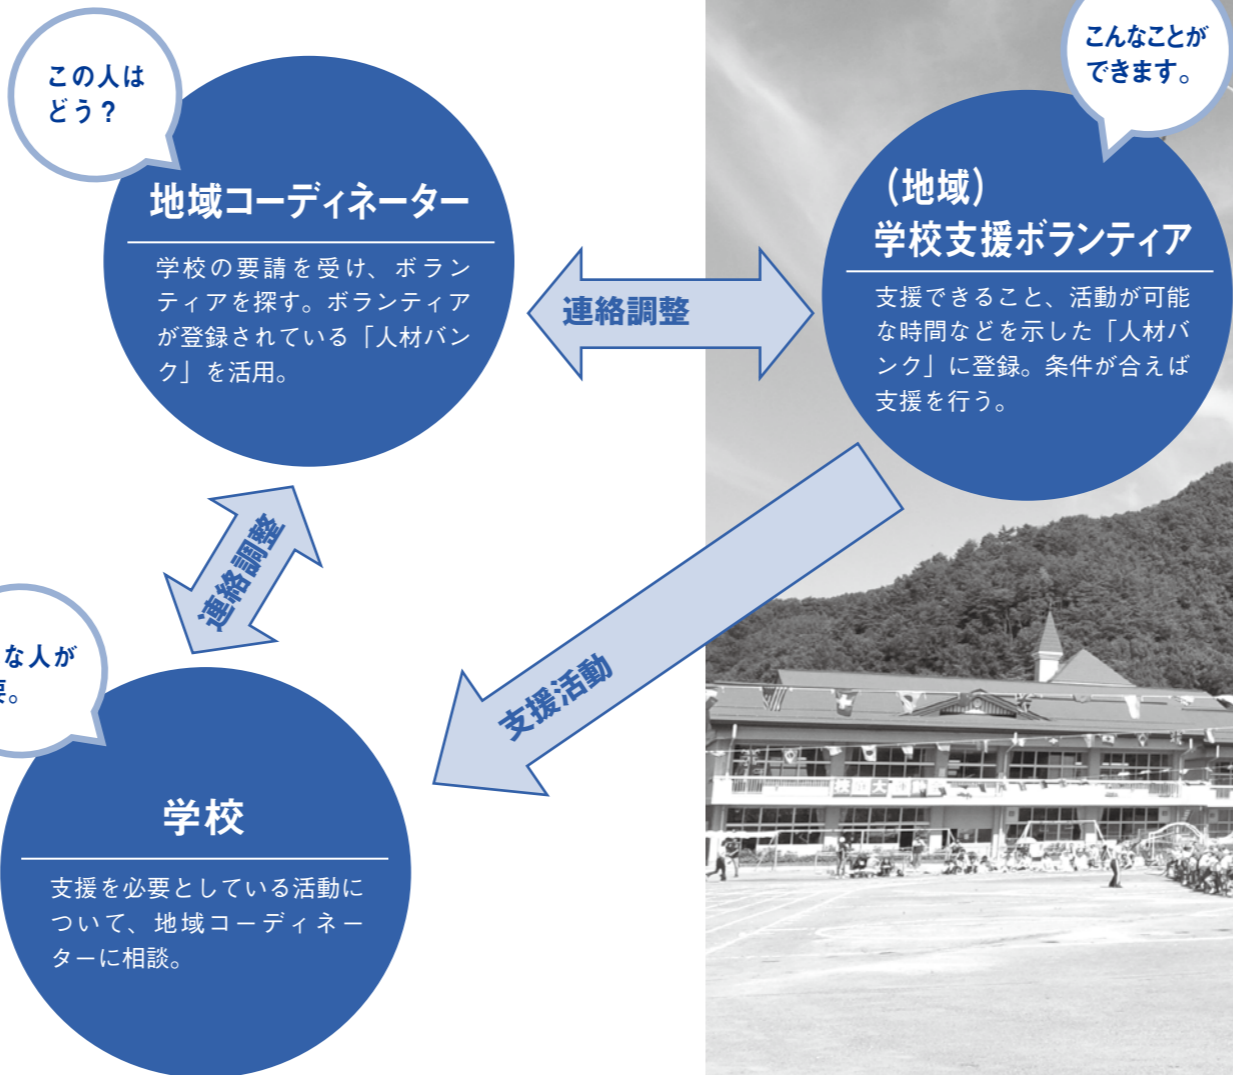 この人は
どう？
地域コーディネーター
学校の要請を受け、ボラン
ティアを探す。ボランティア
が登録されている「人材バン
ク」を活用。
連絡調整
こんなことが
できます。
（地域）
学校支援ボランティア
支援できること、活動が可能
な時間などを示した「人材バ
ンク」に登録。条件が合えば
支援を行う。
連絡調整
支援活動
な人が
要。
学校
支援を必要としている活動に
ついて、地域コーディネー
ターに相談。